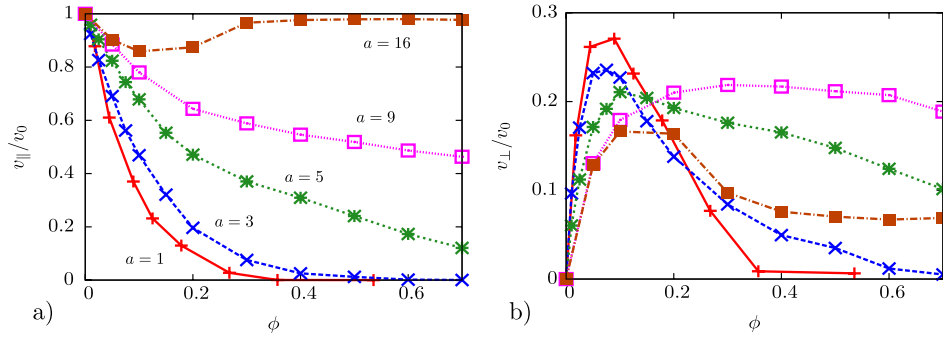 1
0.8
0.6
0.4
0.2
0
v∥/v0
a = 16
a = 9
a = 5
a = 3
a = 1
0 0.2 0.4 0.6
ϕ
a)
0.3
0.2
0.1
0
v⊥/v0
0 0.2 0.4 0.6
ϕ
b)